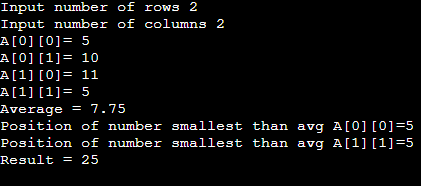 Input number of rows 2
Input number of columns 2
A[0][0]= 5
A[0][1]= 10
A[1][0]= 11
A[1][1]= 5
Average = 7.75
Position of number smallest than avg A[0][0]=5
Position of number smallest than avg A[1][1]=5
Result = 25